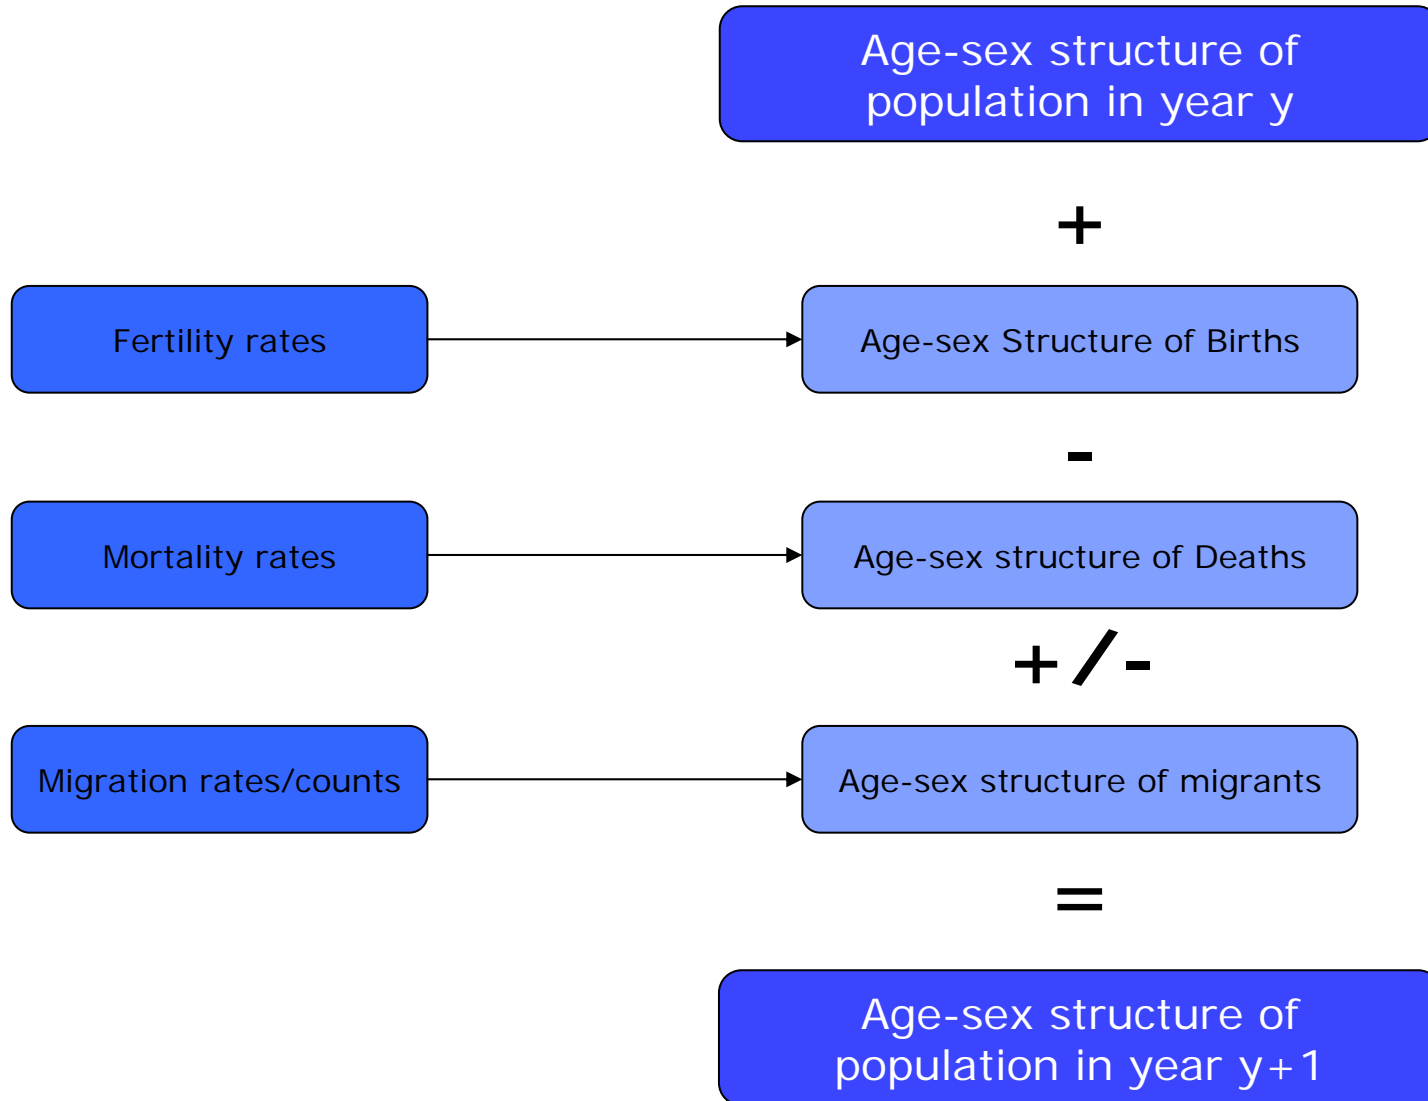 Age-sex structure of
population in year y
+
Fertility rates
Age-sex Structure of Births
-
Mortality rates
Age-sex structure of Deaths
+/-
Migration rates/counts
Age-sex structure of migrants
=
Age-sex structure of
population in year y+1